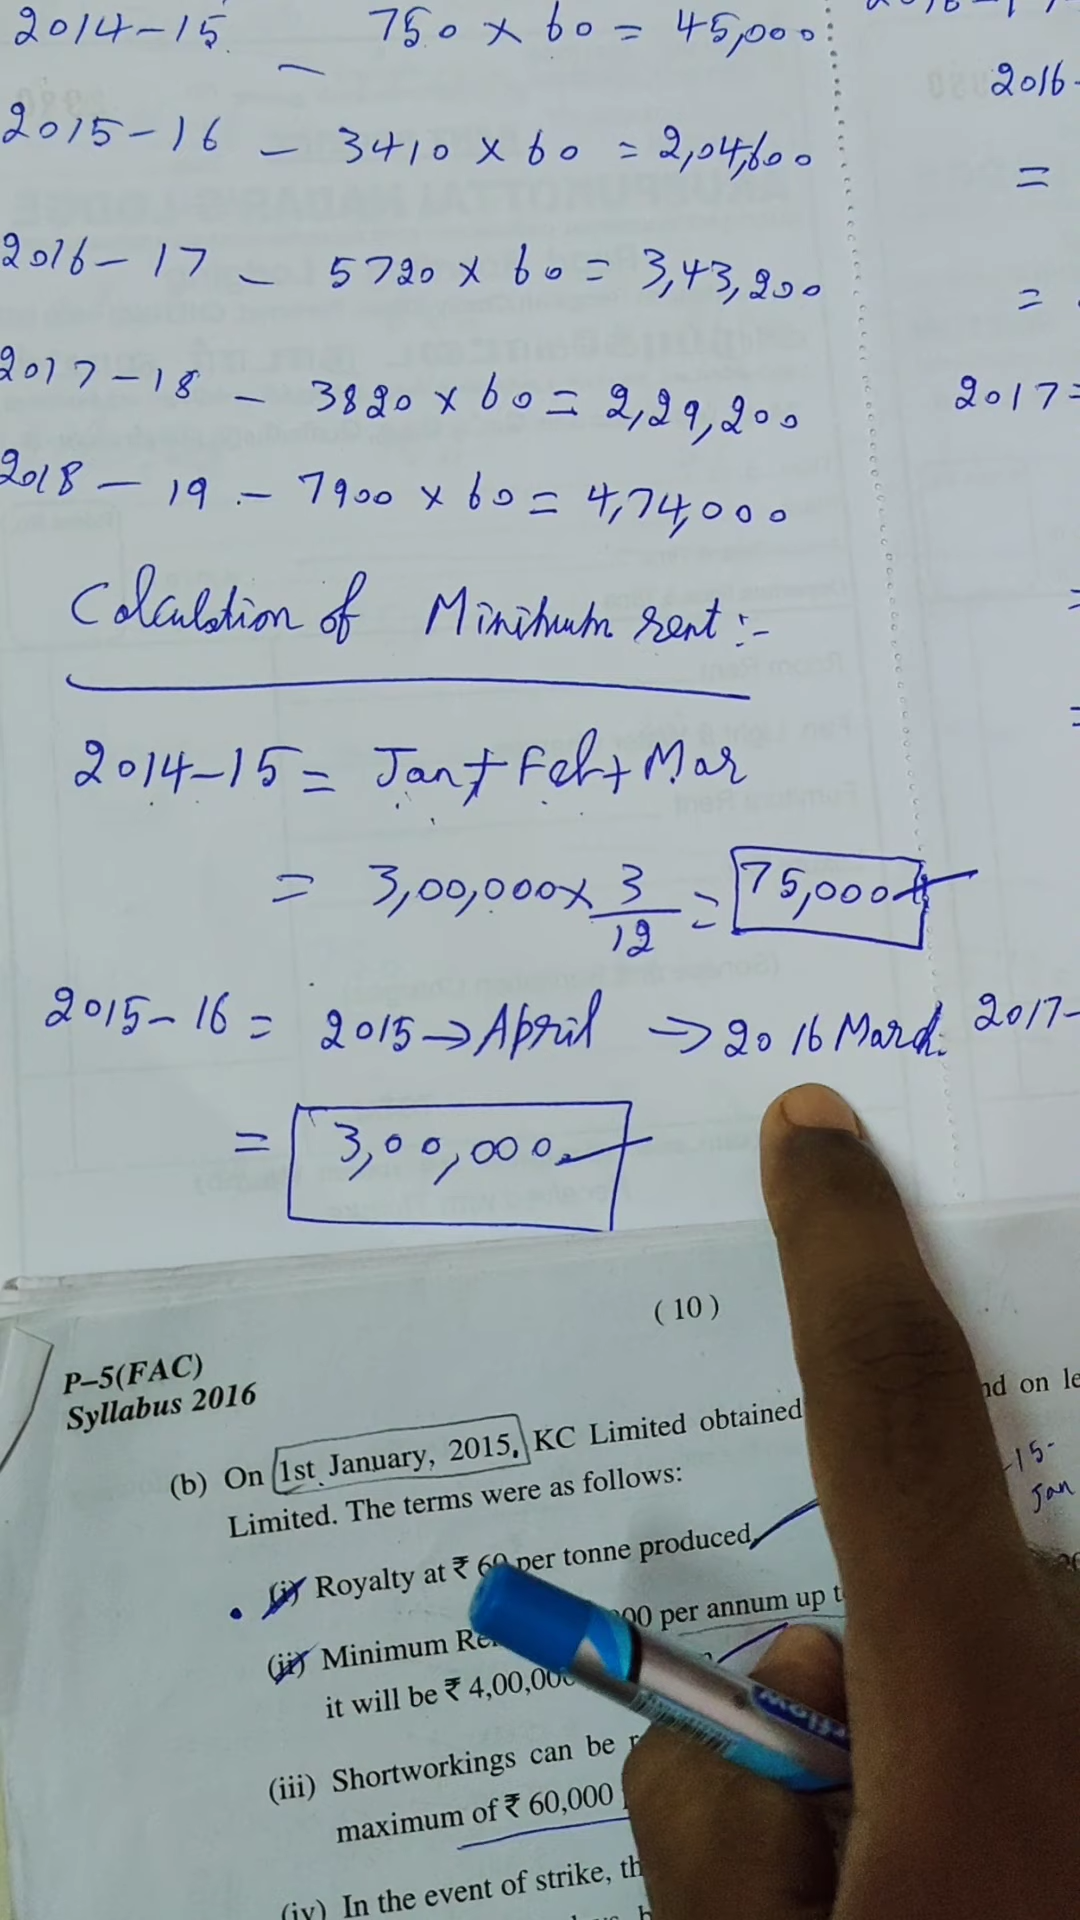 2014-15 750 × 60 = 45,000
2015-16 - 3410 × 60 = 2,04,600
2016-
=
2016-17 - 5720 × 60 = 3,43,200
=
2017-18 - 3820 × 60 = 2,29,200
2017=
2018-19 - 7900 × 60 = 4,74,000
Calculation of Minimum rent :-
2014-15 = Jan + Feb + Mar
= 3,00,000 × 3/12 = 75,000
2015-16 = 2015 → April → 2016 March.
2017-
= 3,00,000
(10)
P–5(FAC)
Syllabus 2016
(b) On 1st January, 2015, KC Limited obtained on
Limited. The terms were as follows:
-15-
Jan
(i) Royalty at ₹ 60 per tonne produced,
(ii) Minimum per annum up
it will be ₹ 4,00,000
(iii) Shortworkings can be
maximum of ₹ 60,000
(iv) In the event of strike,